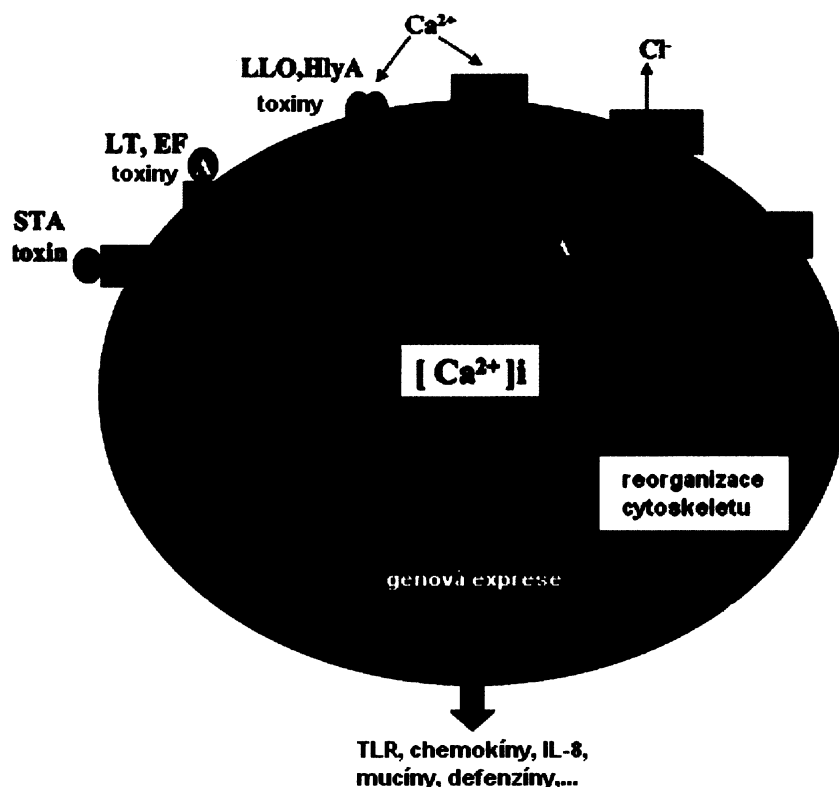 Ca²⁺
Cl⁻
LLO,HlyA
toxiny
LT, EF
toxiny
STA
toxin
[ Ca²⁺ ]i
reorganizace
cytoskeletu
genová exprese
TLR, chemokíny, IL-8,
mucíny, defenzíny,...